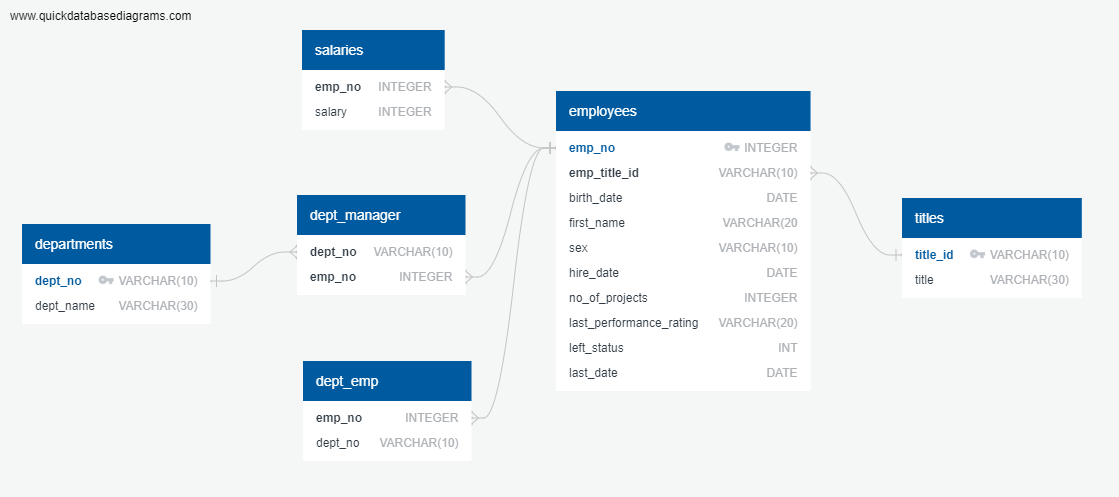 www.quickdatabasediagrams.com
salaries
emp_no INTEGER
salary INTEGER
employees
emp_no INTEGER
emp_title_id VARCHAR(10)
birth_date DATE
first_name VARCHAR(20
sex VARCHAR(10)
hire_date DATE
no_of_projects INTEGER
last_performance_rating VARCHAR(20)
left_status INT
last_date DATE
dept_manager
dept_no VARCHAR(10)
emp_no INTEGER
departments
dept_no VARCHAR(10)
dept_name VARCHAR(30)
titles
title_id VARCHAR(10)
title VARCHAR(30)
dept_emp
emp_no INTEGER
dept_no VARCHAR(10)